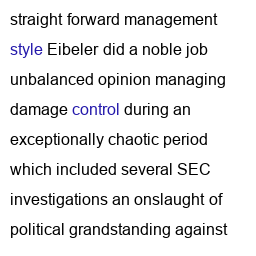 straight forward management
style Eibeler did a noble job
unbalanced opinion managing
damage control during an
exceptionally chaotic period
which included several SEC
investigations an onslaught of
political grandstanding against